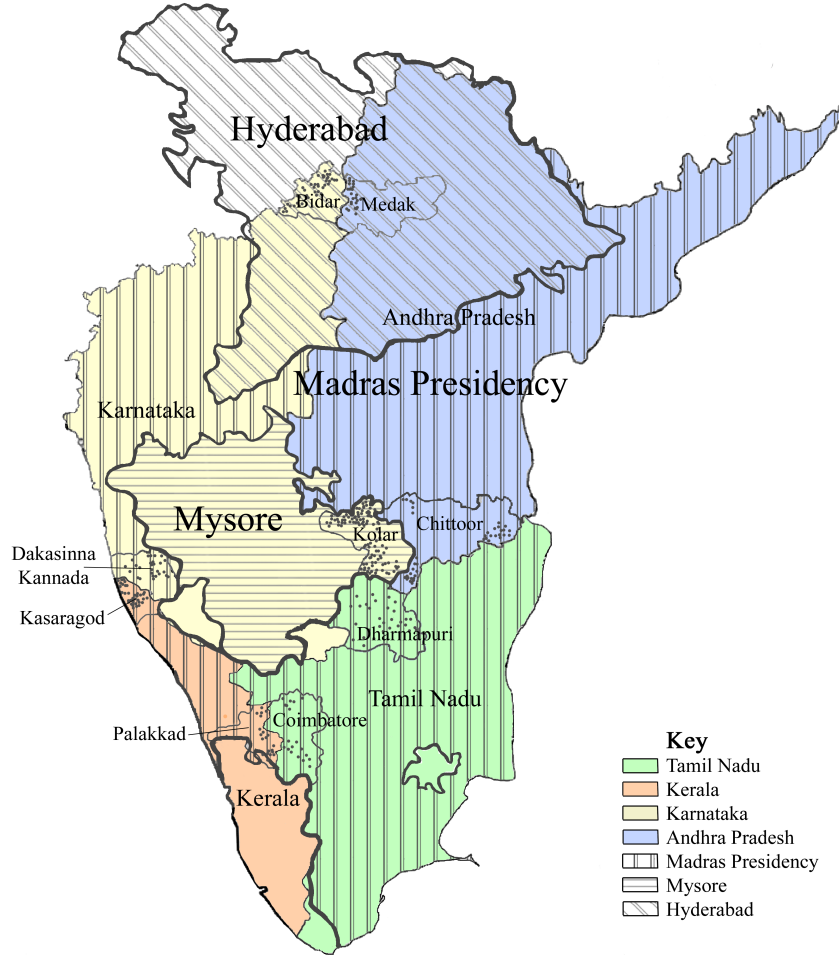 Hyderabad
Bidar
Medak
Andhra Pradesh
Madras Presidency
Karnataka
Mysore
Chittoor
Kolar
Dakasinna
Kannada
Kasaragod
Dharmapuri
Tamil Nadu
Coimbatore
Palakkad
Kerala
Key
Tamil Nadu
Kerala
Karnataka
Andhra Pradesh
Madras Presidency
Mysore
Hyderabad